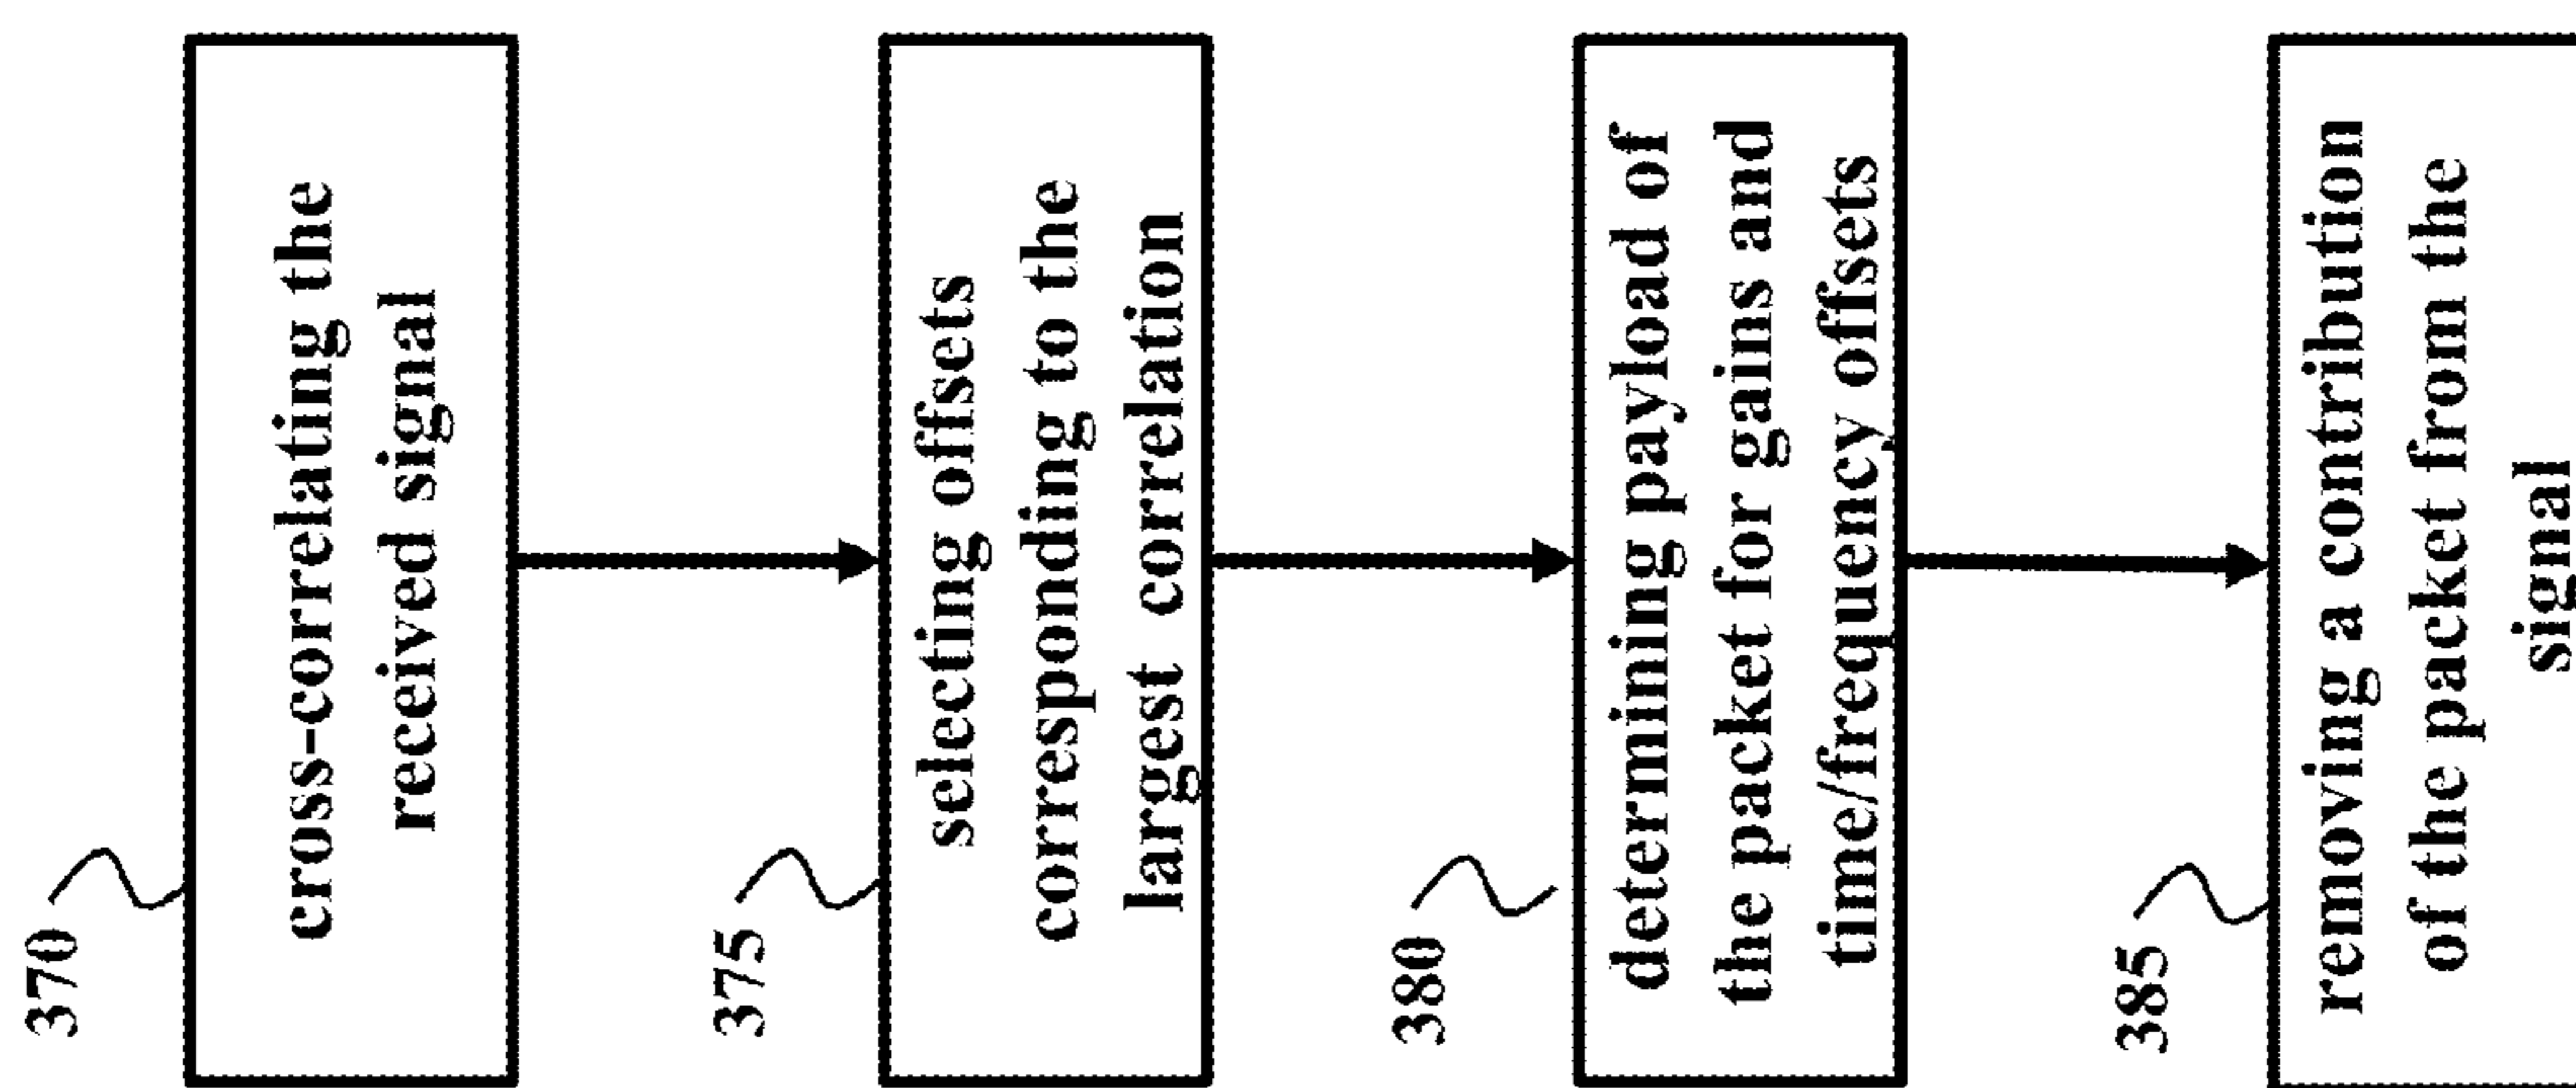 370
cross-correlating the
received signal
375
selecting offsets
corresponding to the
largest correlation
380
determining payload of
the packet for gains and
time/frequency offsets
385
removing a contribution
of the packet from the
signal